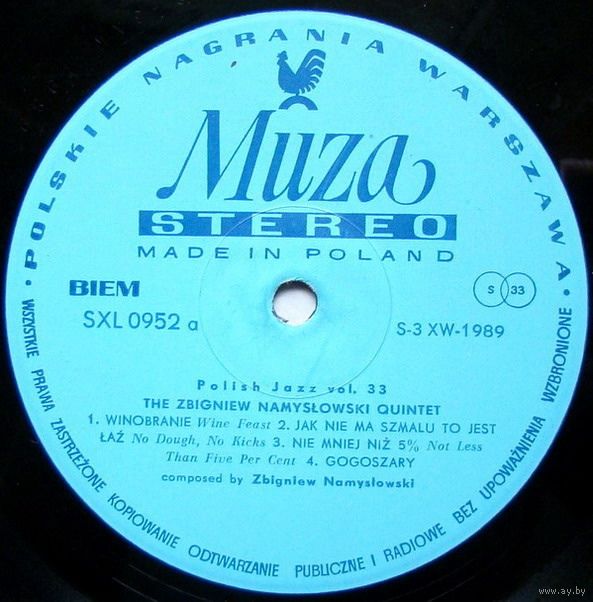 POLSKIE NAGRANIA WARSZAWA
Muza
STEREO
MADE IN POLAND
BIEM
S 33
SXL 0952 a
S-3 XW-1989
Polish Jazz vol. 33
THE ZBIGNIEW NAMYSŁOWSKI QUINTET
1. WINOBRANIE Wine Feast 2. JAK NIE MA SZMALU TO JEST
ŁAŹ No Dough, No Kicks 3. NIE MNIEJ NIŻ 5% Not Less
Than Five Per Cent 4. GOGOSZARY
composed by Zbigniew Namysłowski
WSZYSTKIE PRAWA ZASTRZEŻONE KOPIOWANIE ODTWARZANIE PUBLICZNE I RADIOWE BEZ UPOWAŻNIENIA WZBRONIONE
www.ay.by